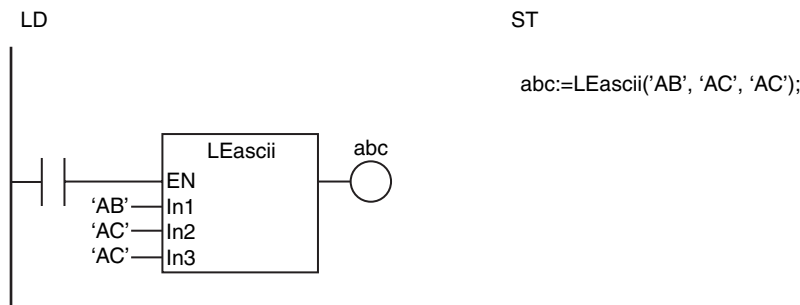 LD
ST
abc:=LEascii('AB', ‘AC’, ‘AC’);
LEascii
abc
EN
‘AB’ In1
‘AC’ In2
‘AC’ In3